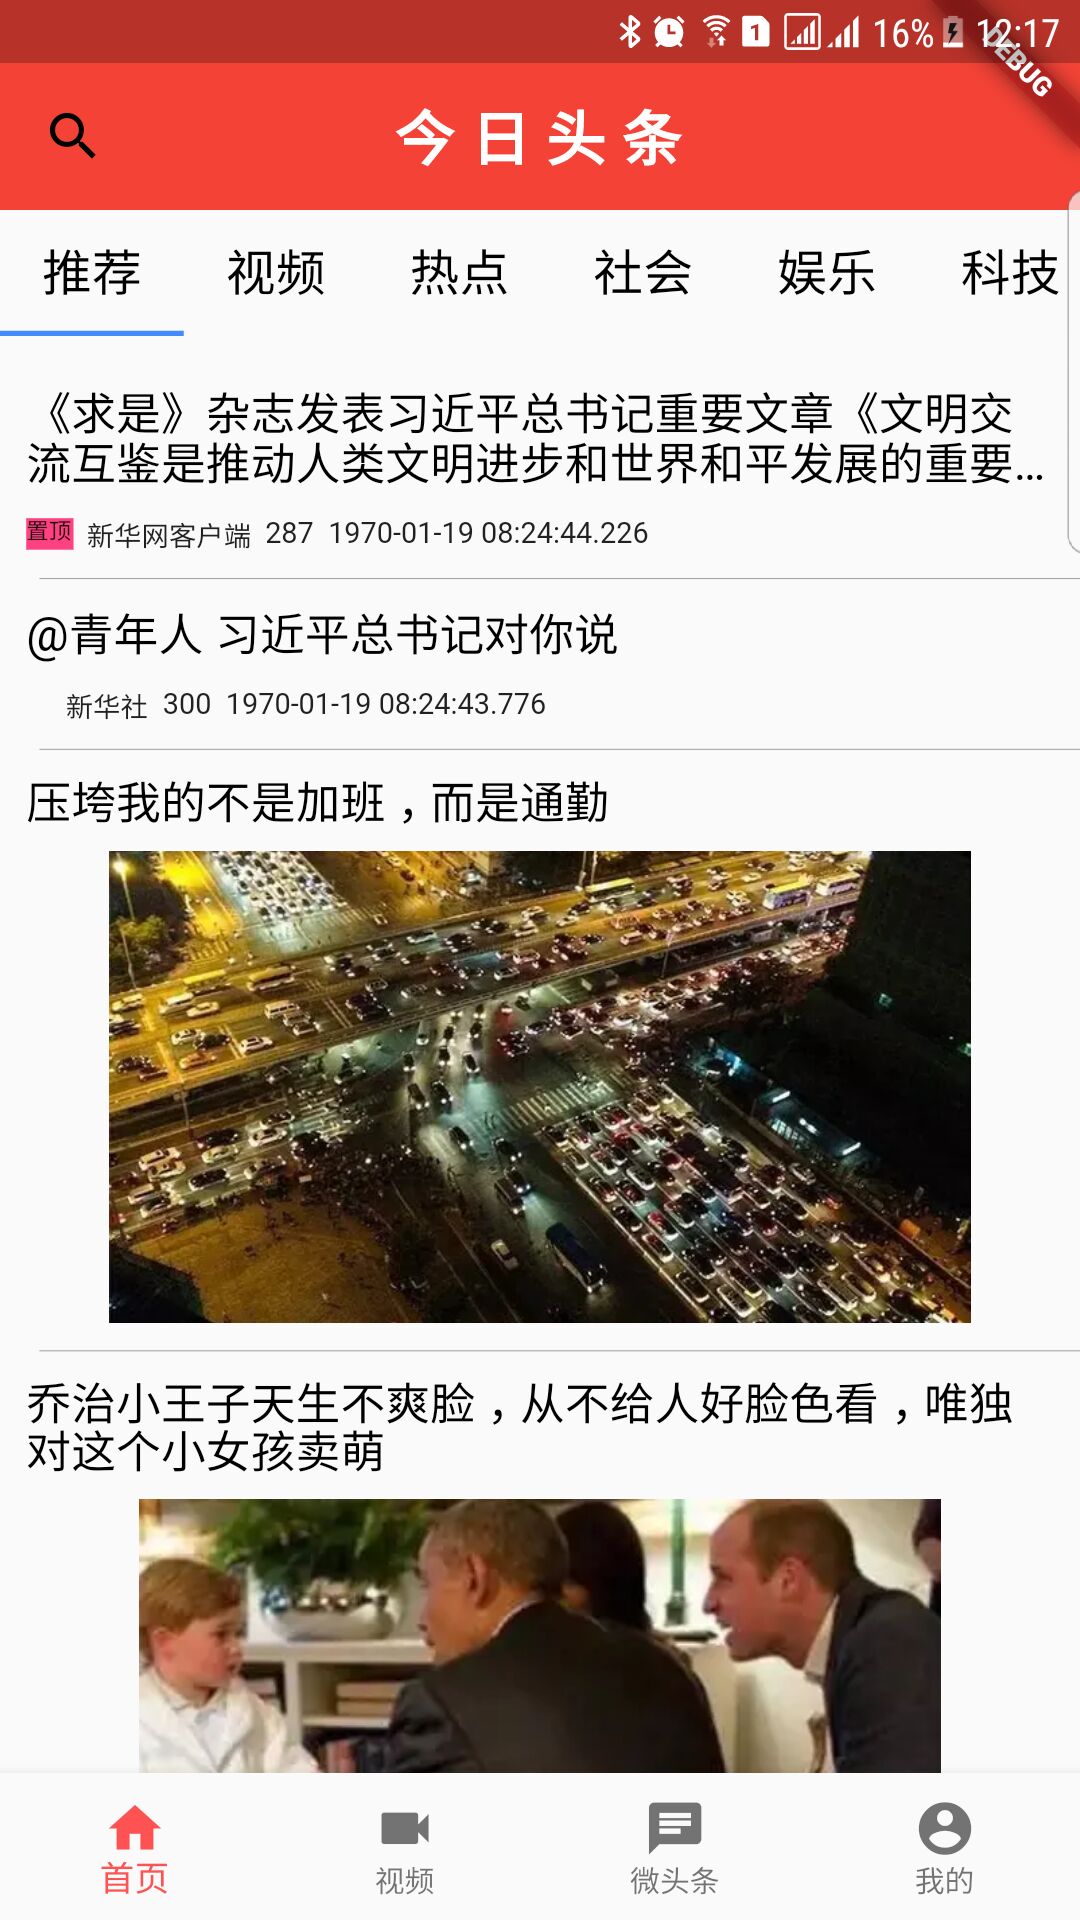 16% 12:17
DEBUG
今日头条
推荐 视频 热点 社会 娱乐 科技
《求是》杂志发表习近平总书记重要文章《文明交
流互鉴是推动人类文明进步和世界和平发展的重要...
置顶 新华网客户端 287 1970-01-19 08:24:44.226
@青年人 习近平总书记对你说
新华社 300 1970-01-19 08:24:43.776
压垮我的不是加班，而是通勤
乔治小王子天生不爽脸，从不给人好脸色看，唯独
对这个小女孩卖萌
首页 视频 微头条 我的